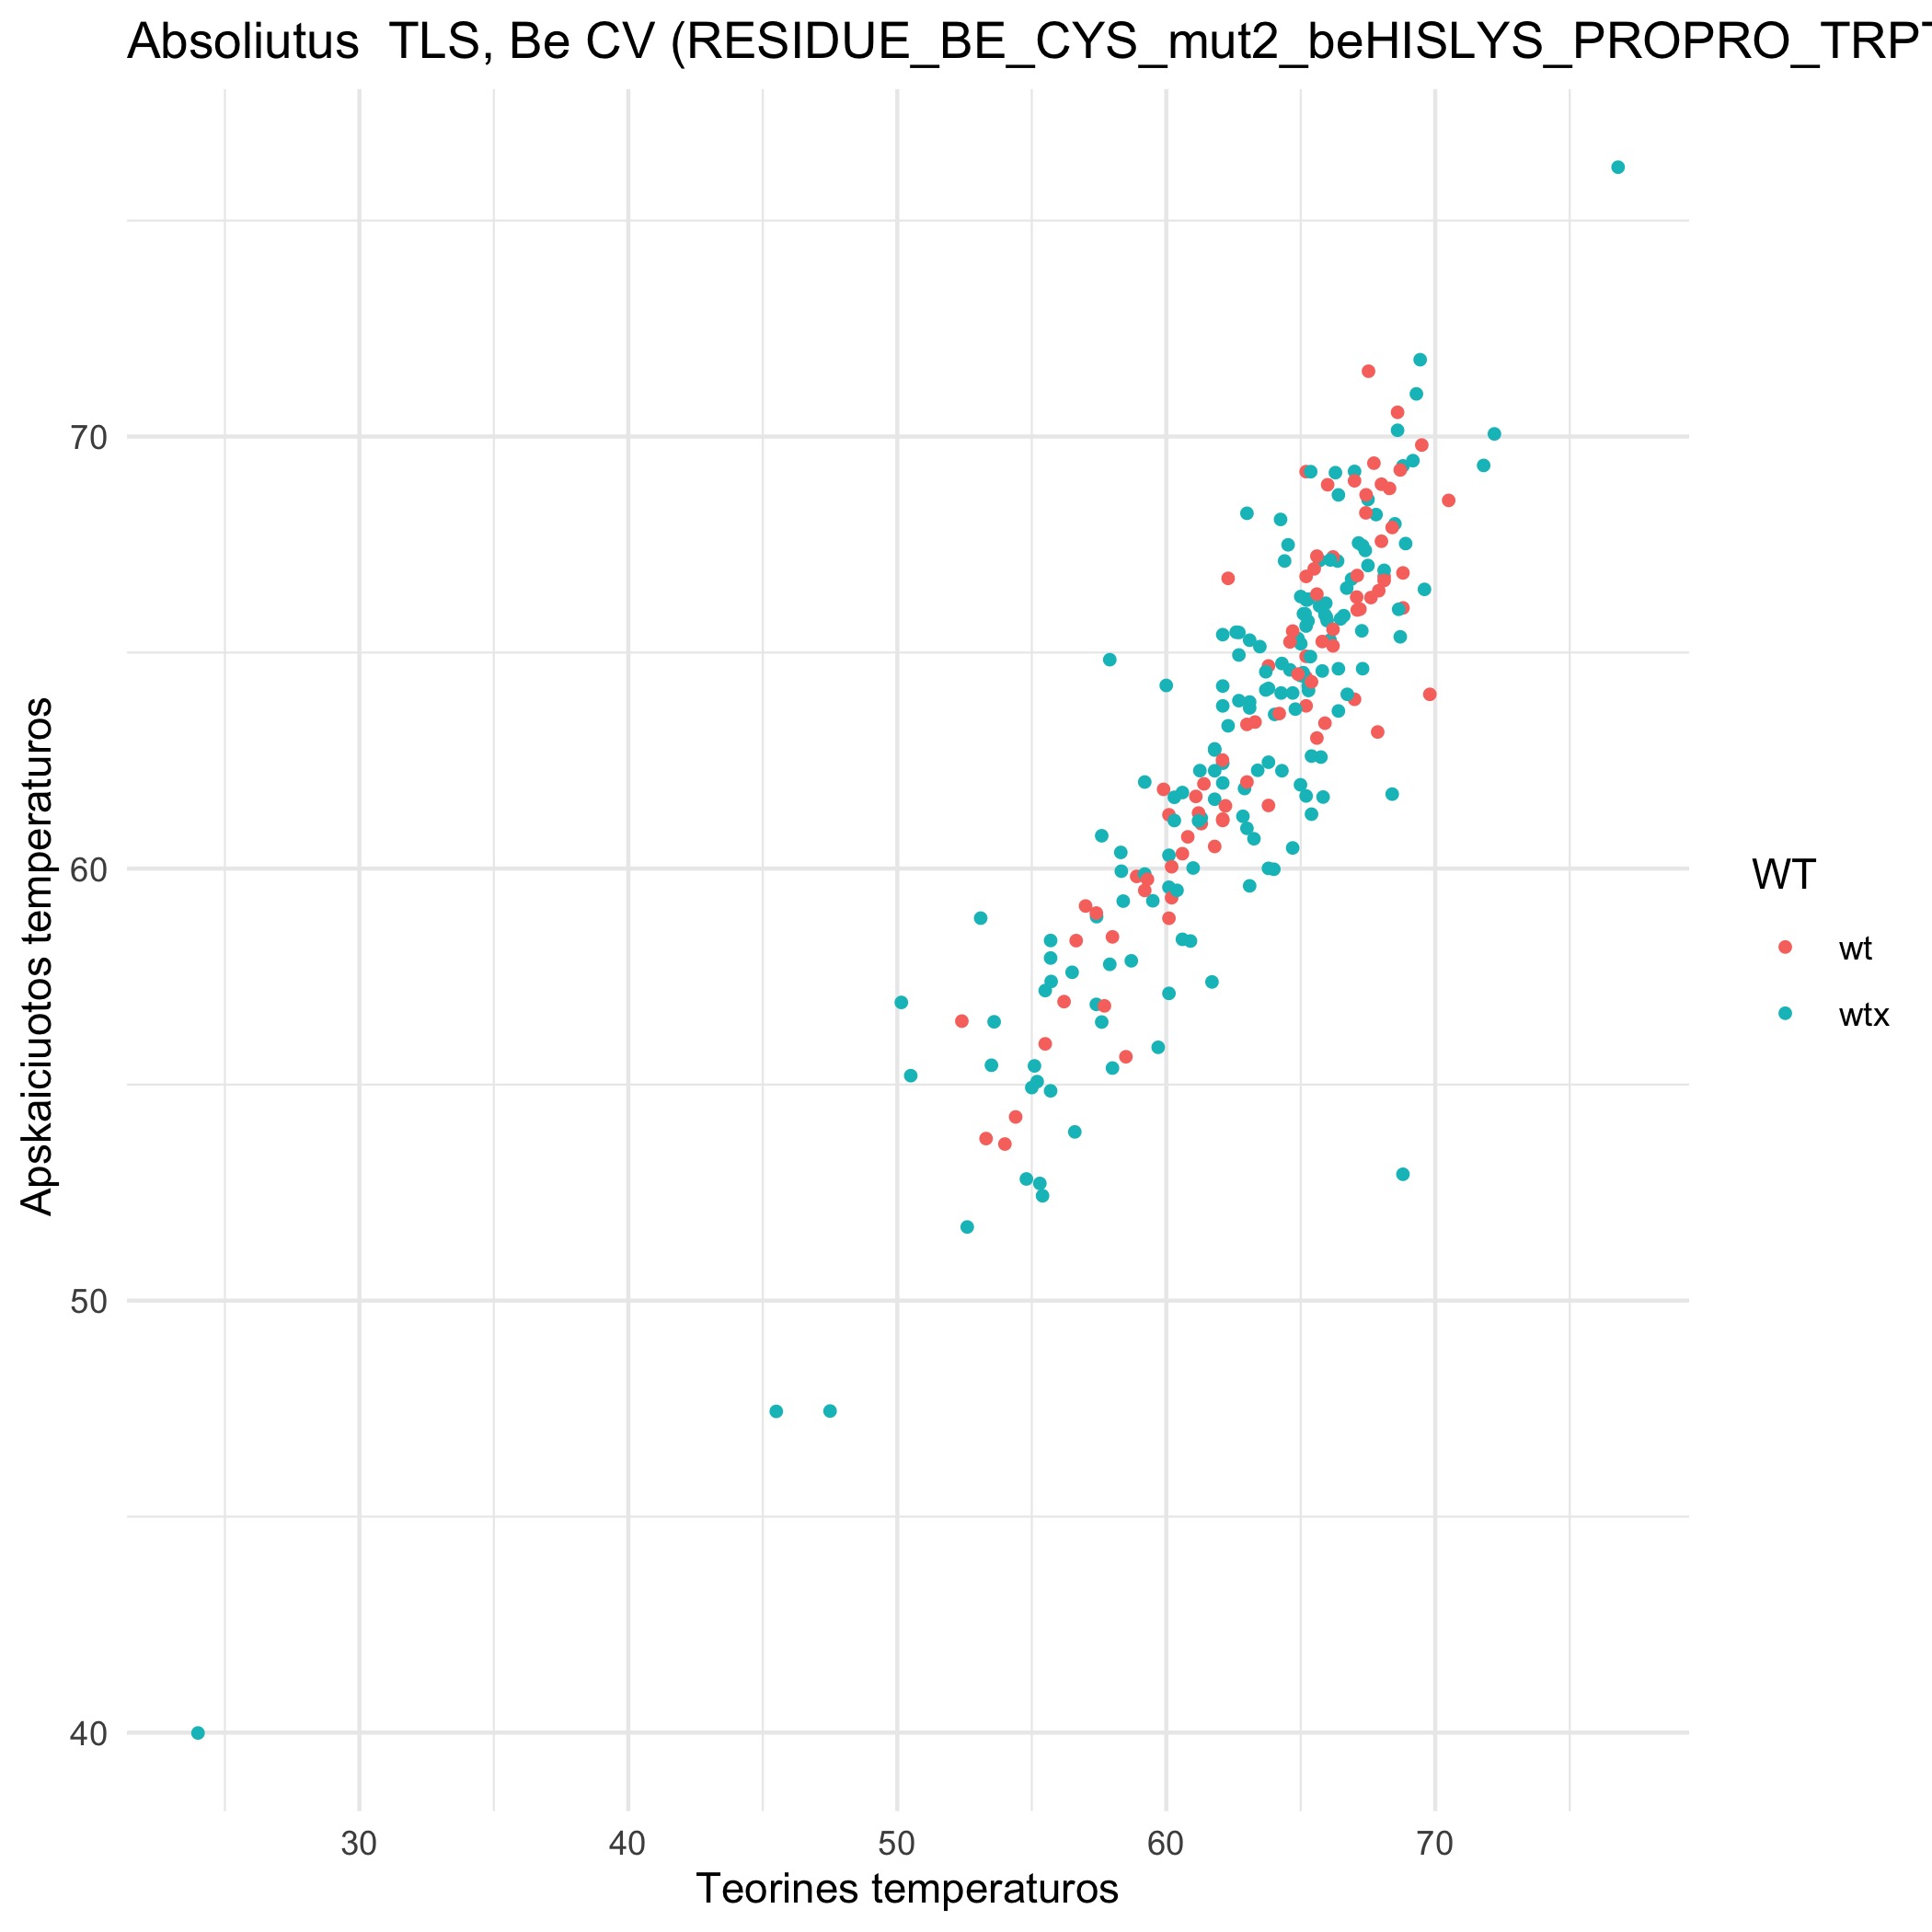 Absoliutus  TLS, Be CV (RESIDUE_BE_CYS_mut2_beHISLYS_PROPRO_TRPT
Apskaiciuotos temperaturos
70
60
50
40
30 40 50 60 70
Teorines temperaturos
WT
wt
wtx